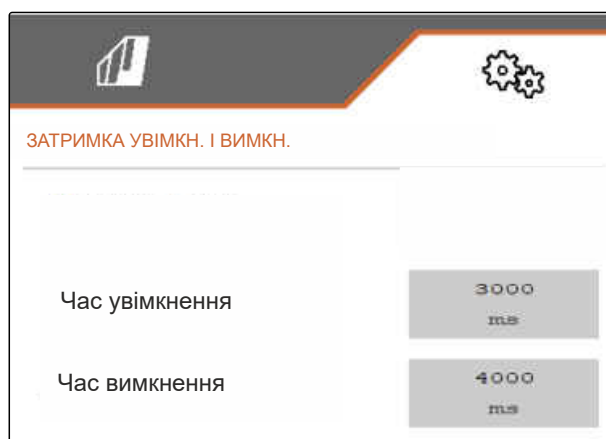 ЗАТРИМКА УВІМКН. І ВИМКН.
Час увімкнення
3000
ms
Час вимкнення
4000
ms